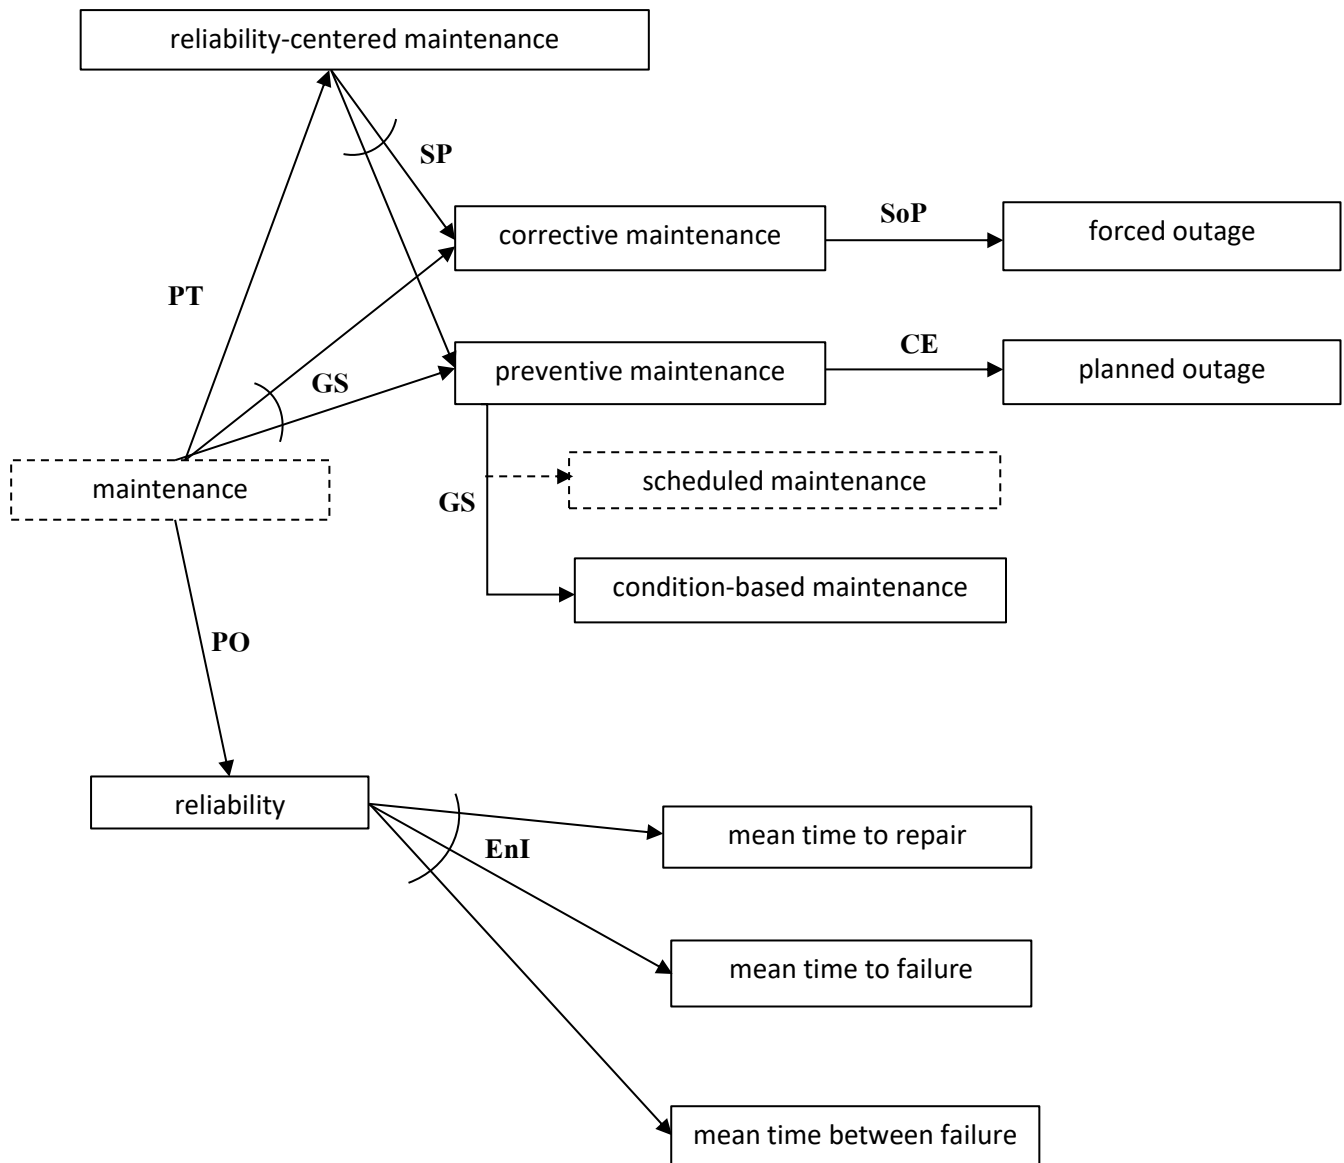 reliability-centered maintenance
SP
corrective maintenance
SoP
forced outage
PT
GS
preventive maintenance
CE
planned outage
maintenance
GS
scheduled maintenance
condition-based maintenance
PO
reliability
EnI
mean time to repair
mean time to failure
mean time between failure